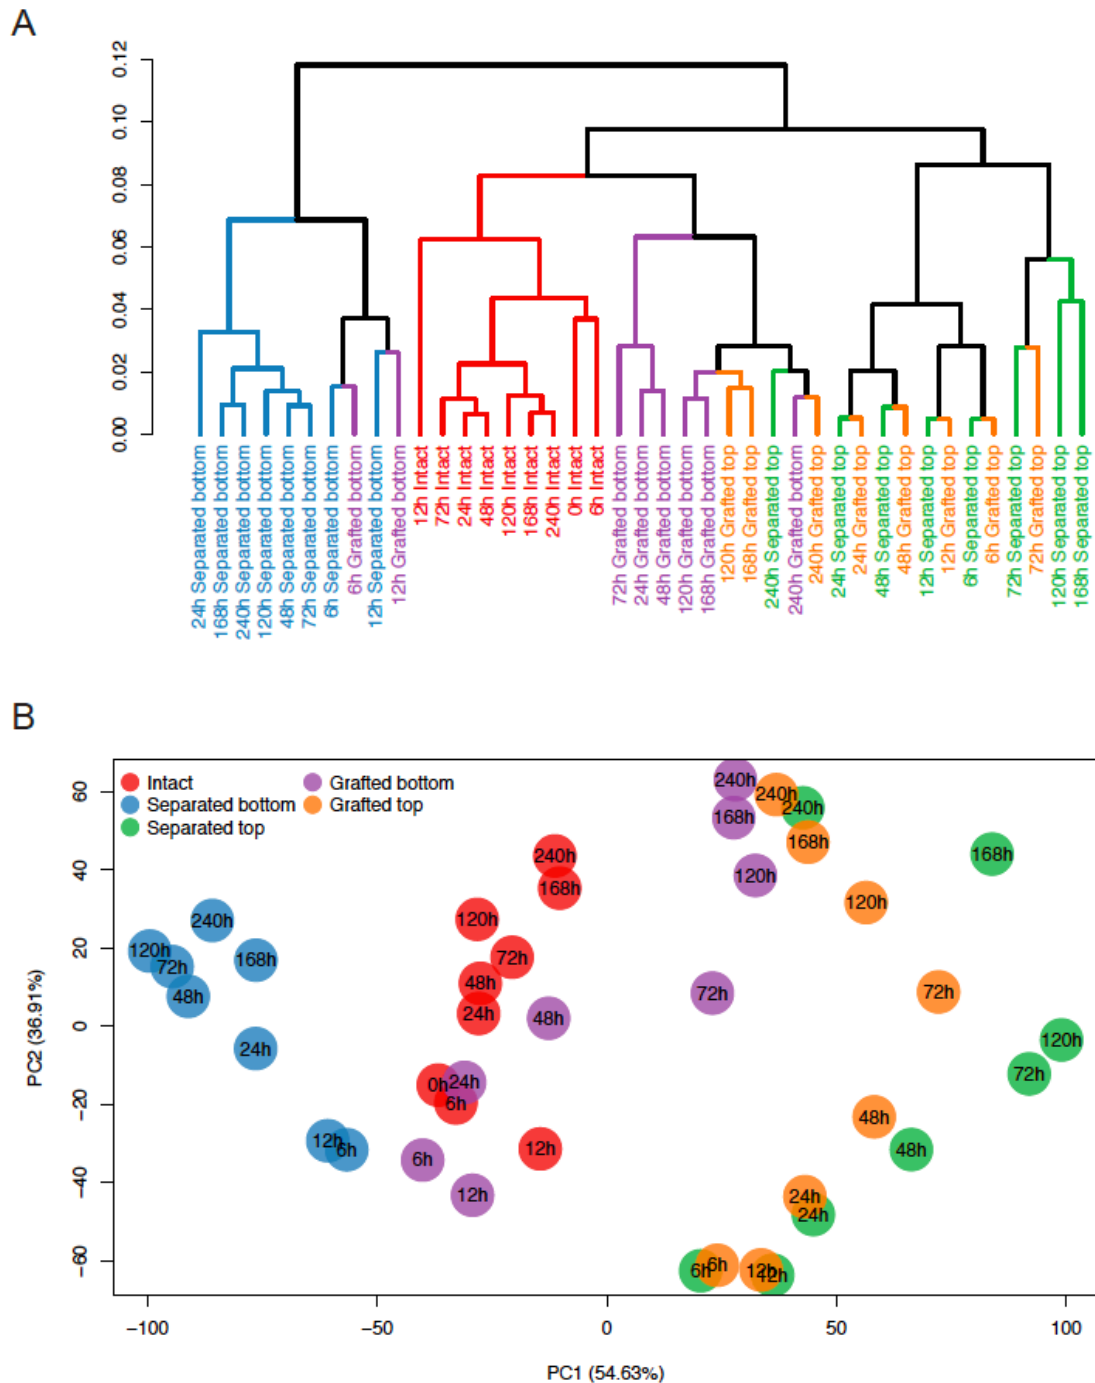 A
0.12
0.10
0.08
0.06
0.04
0.02
0.00
24h Separated bottom
168h Separated bottom
240h Separated bottom
120h Separated bottom
48h Separated bottom
72h Separated bottom
6h Separated bottom
6h Grafted bottom
12h Separated bottom
12h Grafted bottom
12h Intact
72h Intact
24h Intact
48h Intact
120h Intact
168h Intact
240h Intact
0h Intact
6h Intact
72h Grafted bottom
24h Grafted bottom
48h Grafted bottom
120h Grafted bottom
168h Grafted bottom
120h Grafted top
168h Grafted top
240h Separated top
240h Grafted bottom
240h Grafted top
24h Separated top
24h Grafted top
48h Separated top
48h Grafted top
12h Separated top
12h Grafted top
6h Separated top
6h Grafted top
72h Separated top
72h Grafted top
120h Separated top
168h Separated top
B
Intact
Separated bottom
Separated top
Grafted bottom
Grafted top
PC2 (36.91%)
60
40
20
0
−20
−40
−60
240h
240h
240h
168h
168h
168h
240h
168h
120h
120h
240h
120h
120h
72h
168h
72h
48h
48h
72h
72h
24h
48h
120h
24h
72h
0h
24h
6h
48h
12h
6h
12h
48h
6h
12h
24h
24h
6h
6h
12h
12h
−100
−50
0
50
100
PC1 (54.63%)